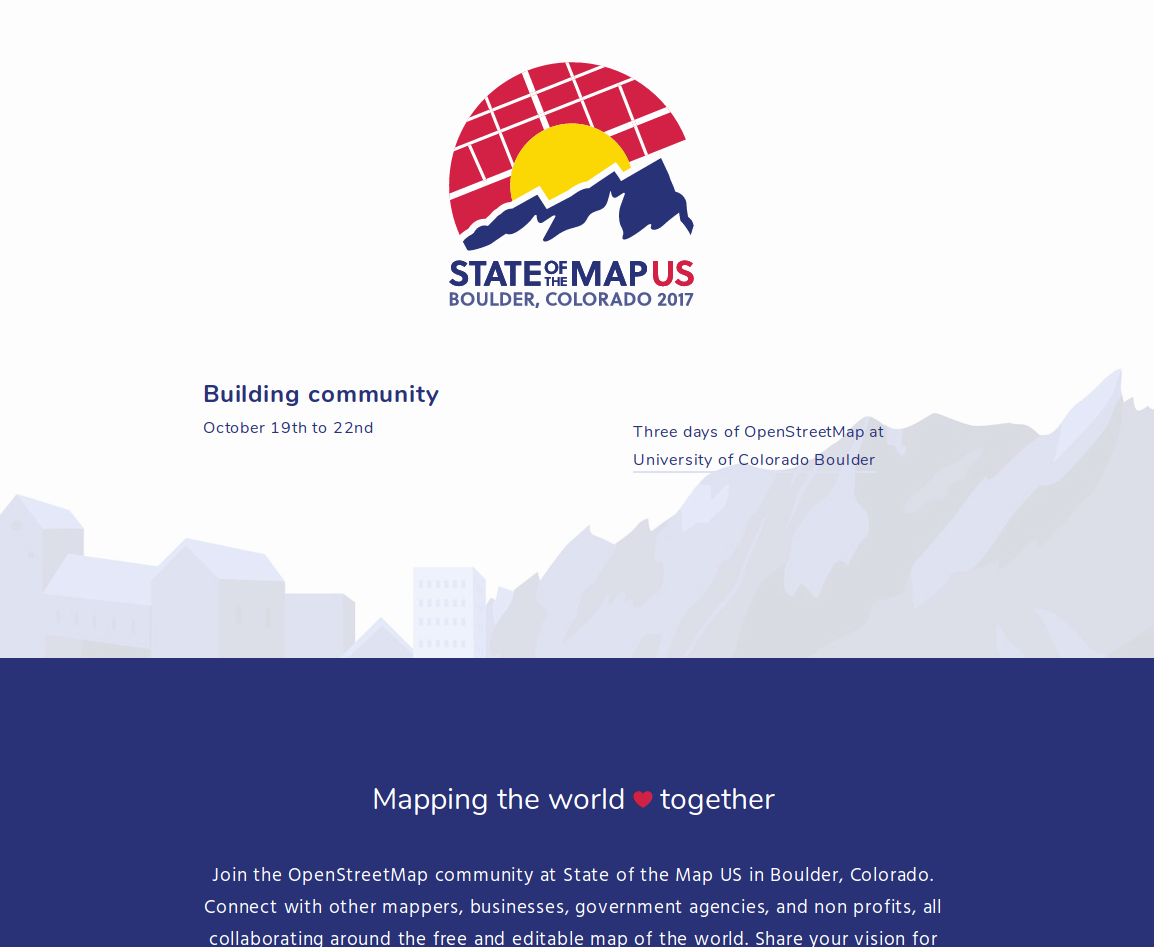 STATE OF THE MAP US
BOULDER, COLORADO 2017
Building community
October 19th to 22nd
Three days of OpenStreetMap at
University of Colorado Boulder
Mapping the world together
Join the OpenStreetMap community at State of the Map US in Boulder, Colorado.
Connect with other mappers, businesses, government agencies, and non profits, all
collaborating around the free and editable map of the world. Share your vision for